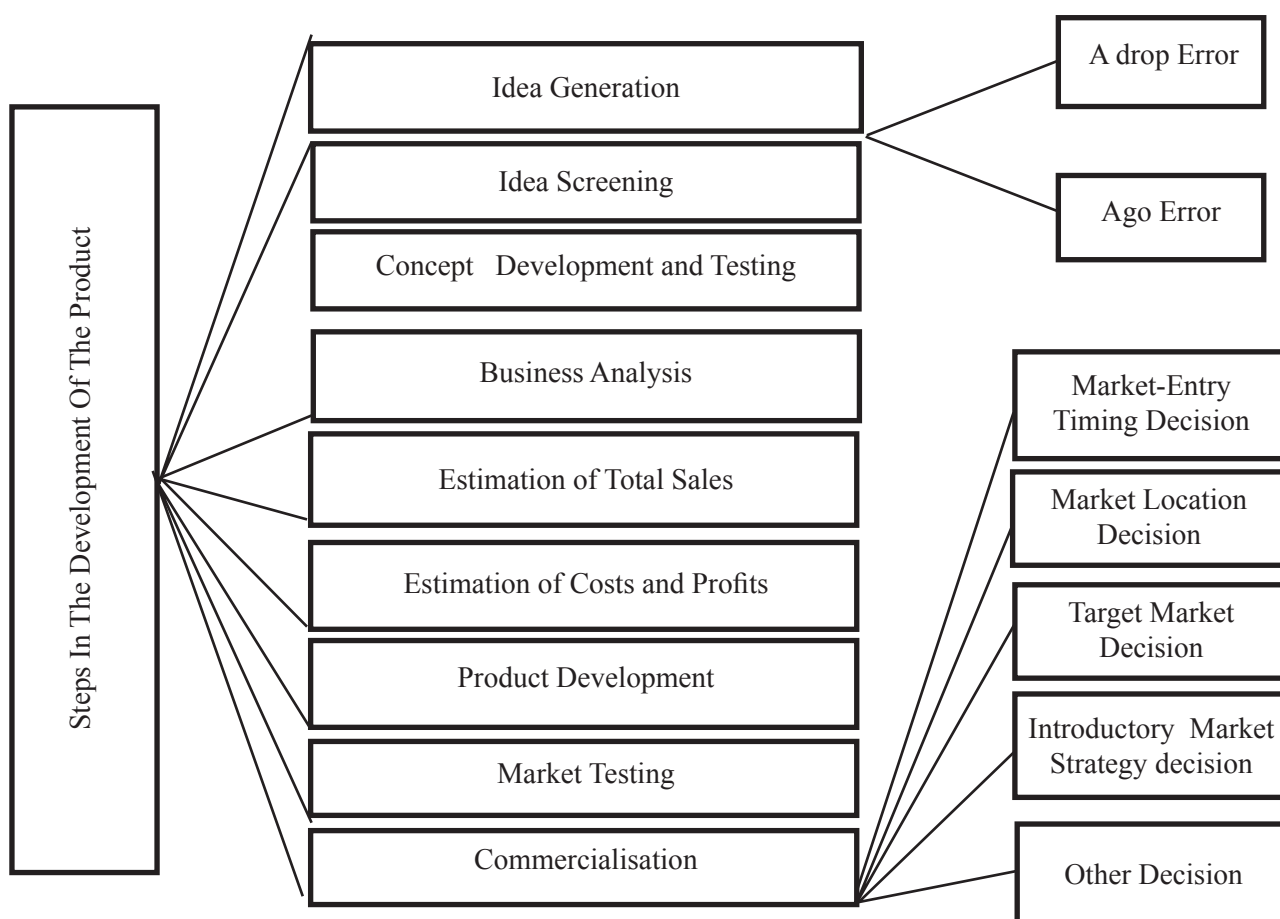 Steps In The Development Of The Product
Idea Generation
Idea Screening
Concept Development and Testing
Business Analysis
Estimation of Total Sales
Estimation of Costs and Profits
Product Development
Market Testing
Commercialisation
A drop Error
Ago Error
Market-Entry
Timing Decision
Market Location
Decision
Target Market
Decision
Introductory Market
Strategy decision
Other Decision